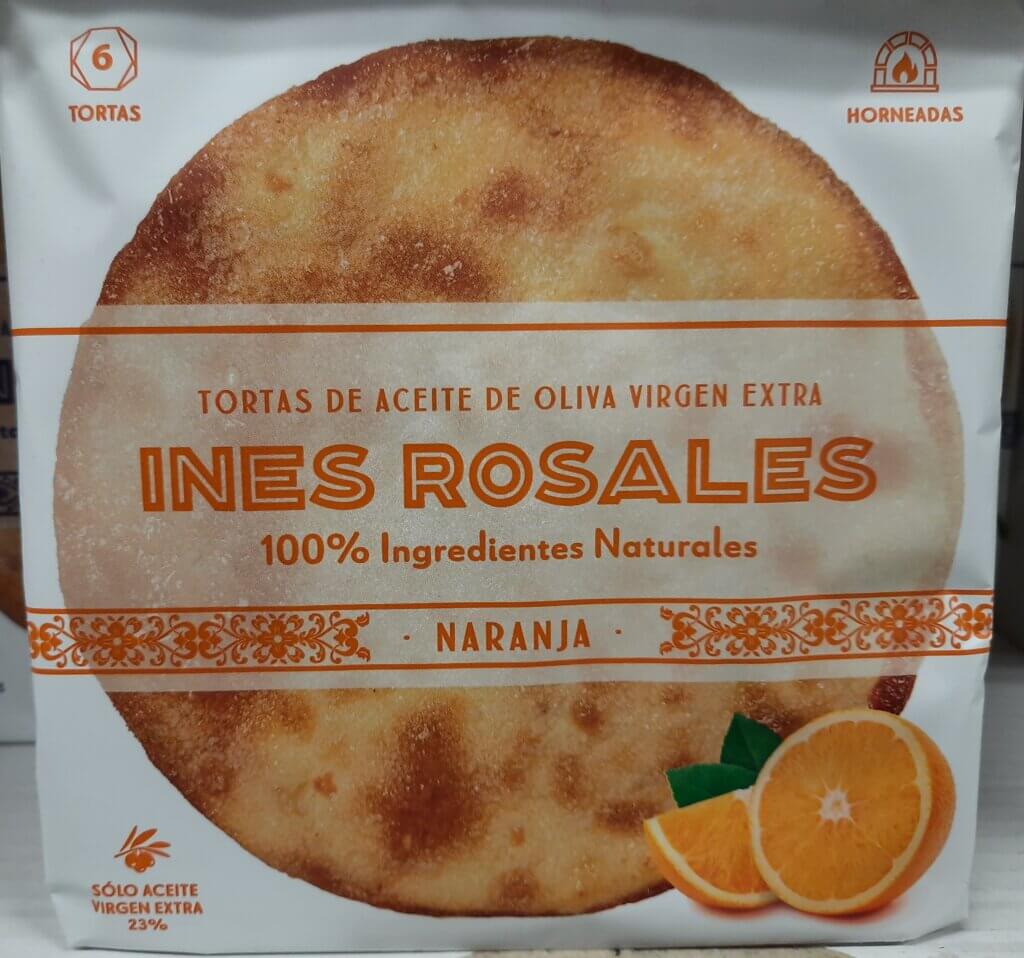 6
TORTAS
HORNEADAS
TORTAS DE ACEITE DE OLIVA VIRGEN EXTRA
INES ROSALES
100% Ingredientes Naturales
· NARANJA ·
SÓLO ACEITE
VIRGEN EXTRA
23%